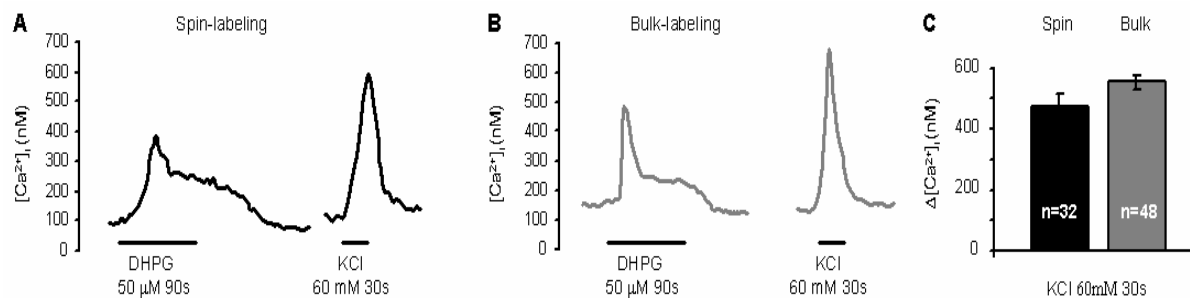 A
Spin-labeling
700
600
500
400
300
200
100
0
[Ca²⁺], (nM)
DHPG
50 µM 90s
KCl
60 mM 30s
B
Bulk-labeling
700
600
500
400
300
200
100
0
[Ca²⁺], (nM)
DHPG
50 µM 90s
KCl
60 mM 30s
C
Spin
Bulk
600
400
200
0
Δ[Ca²⁺], (nM)
n=32
n=48
KCl 60mM 30s